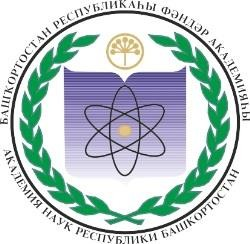 БАШҠОРТОСТАН РЕСПУБЛИКАҺЫ ФӘНДӘР АКАДЕМИЯҺЫ
АКАДЕМИЯ НАУК РЕСПУБЛИКИ БАШКОРТОСТАН